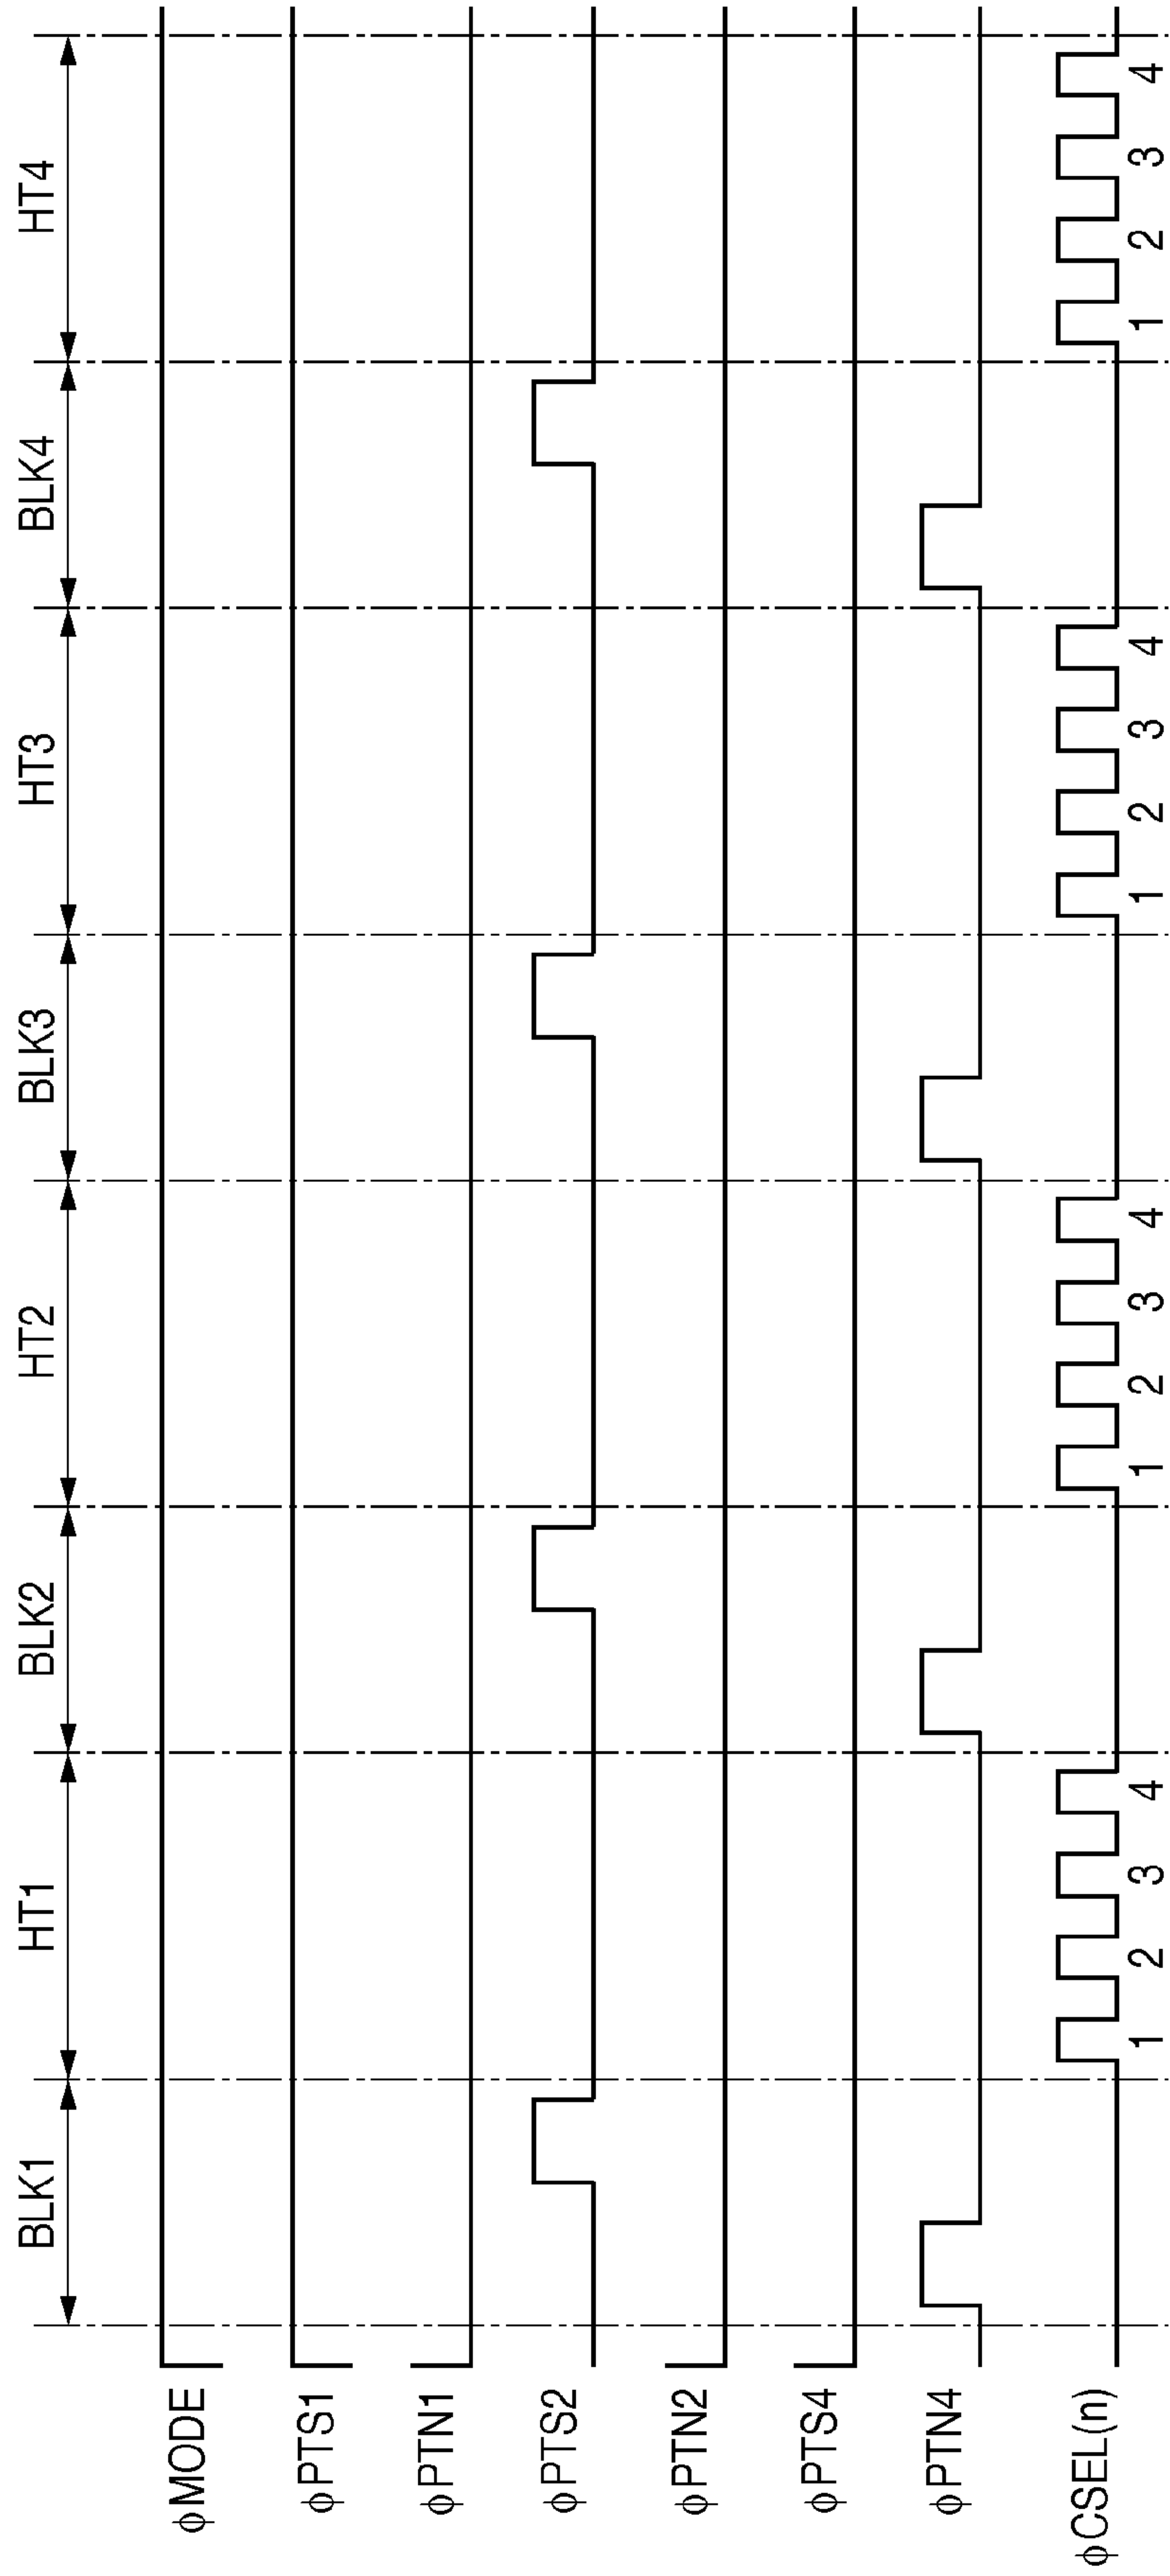 BLK1 HT1 BLK2 HT2 BLK3 HT3 BLK4 HT4
ϕMODE
ϕPTS1
ϕPTN1
ϕPTS2
ϕPTN2
ϕPTS4
ϕPTN4
ϕCSEL(n)
1 2 3 4 1 2 3 4 1 2 3 4 1 2 3 4